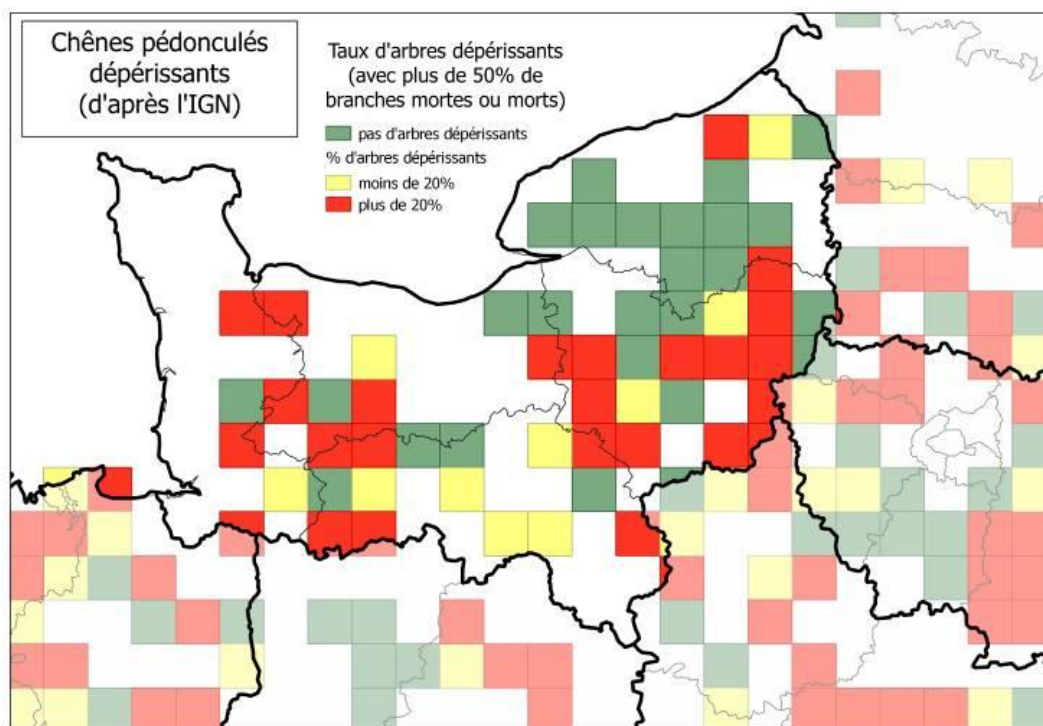 Chênes pédonculés
dépérissants
(d'après l'IGN)
Taux d'arbres dépérissants
(avec plus de 50% de
branches mortes ou morts)
pas d'arbres dépérissants
% d'arbres dépérissants
moins de 20%
plus de 20%